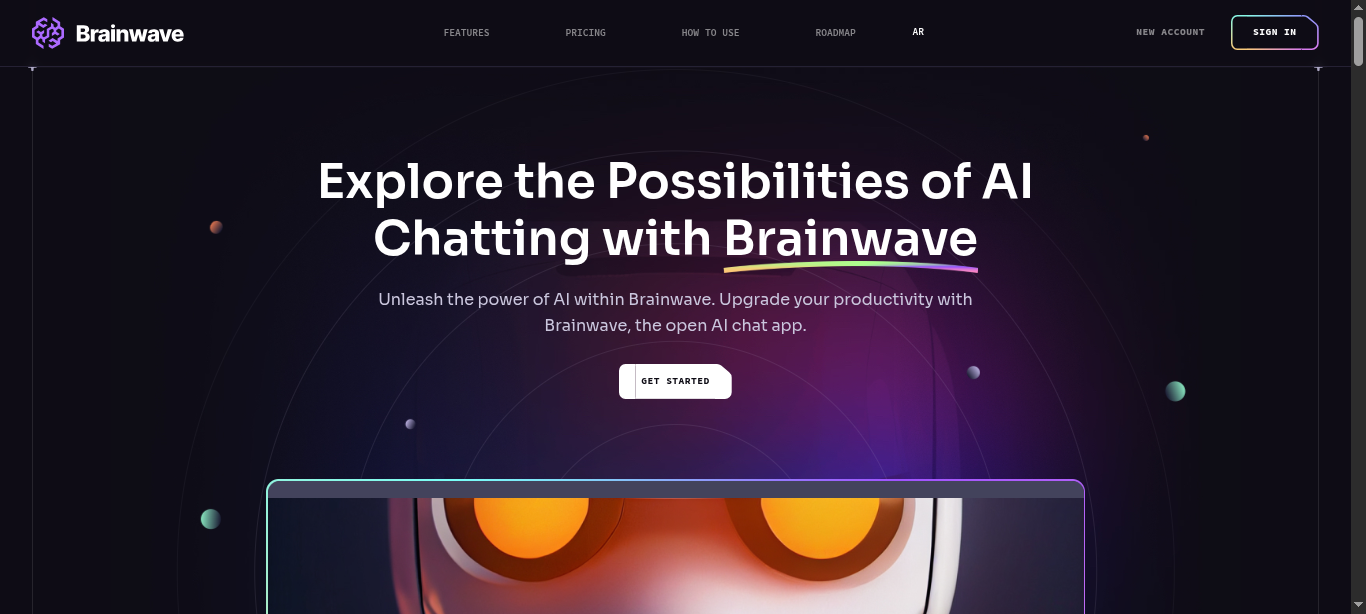 Brainwave
FEATURES
PRICING
HOW TO USE
ROADMAP
AR
NEW ACCOUNT
SIGN IN
Explore the Possibilities of AI
Chatting with Brainwave
Unleash the power of AI within Brainwave. Upgrade your productivity with
Brainwave, the open AI chat app.
GET STARTED